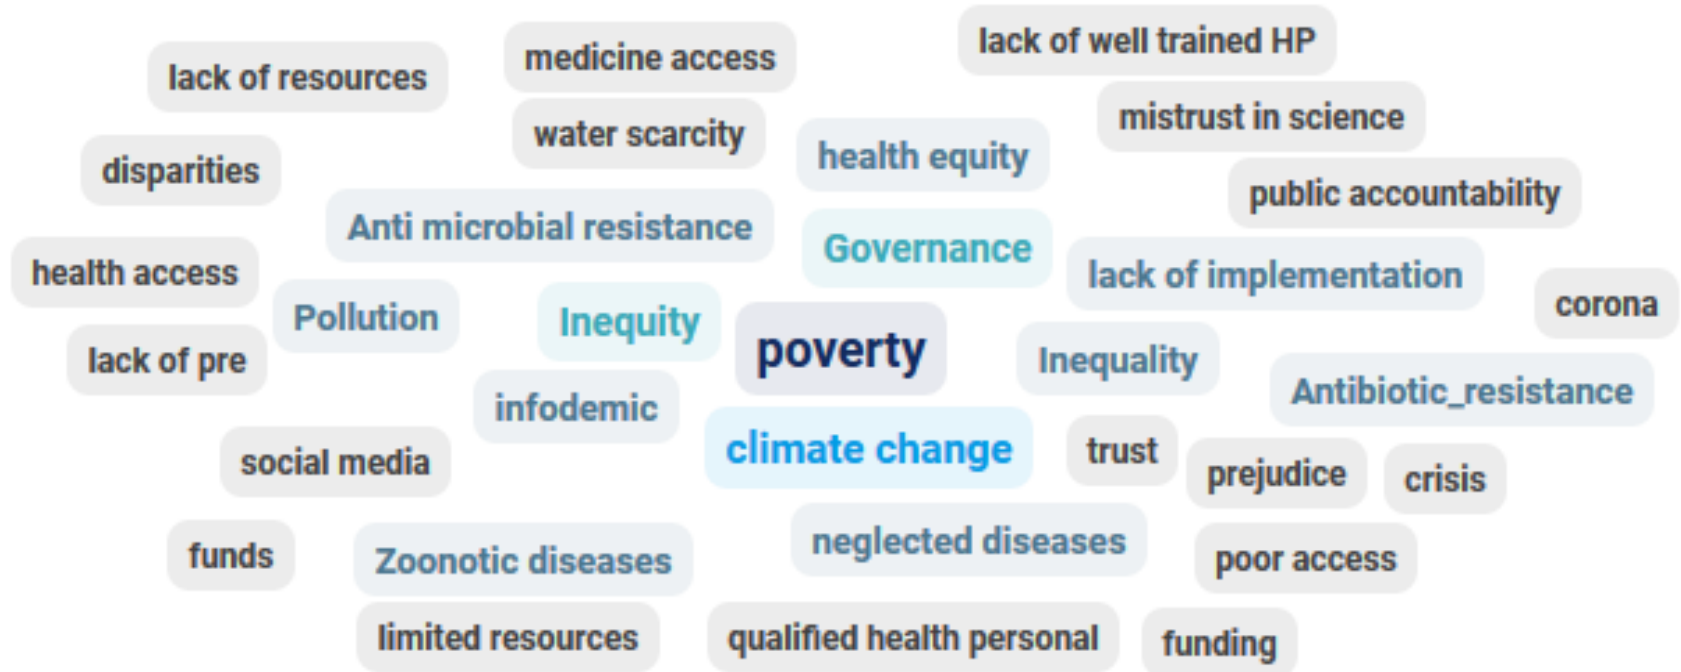 lack of well trained HP
medicine access
lack of resources
mistrust in science
water scarcity
health equity
disparities
public accountability
Anti microbial resistance
Governance
health access
lack of implementation
corona
Pollution
Inequity
poverty
lack of pre
Inequality
Antibiotic_resistance
infodemic
climate change
trust
social media
prejudice
crisis
neglected diseases
funds
Zoonotic diseases
poor access
limited resources
qualified health personal
funding